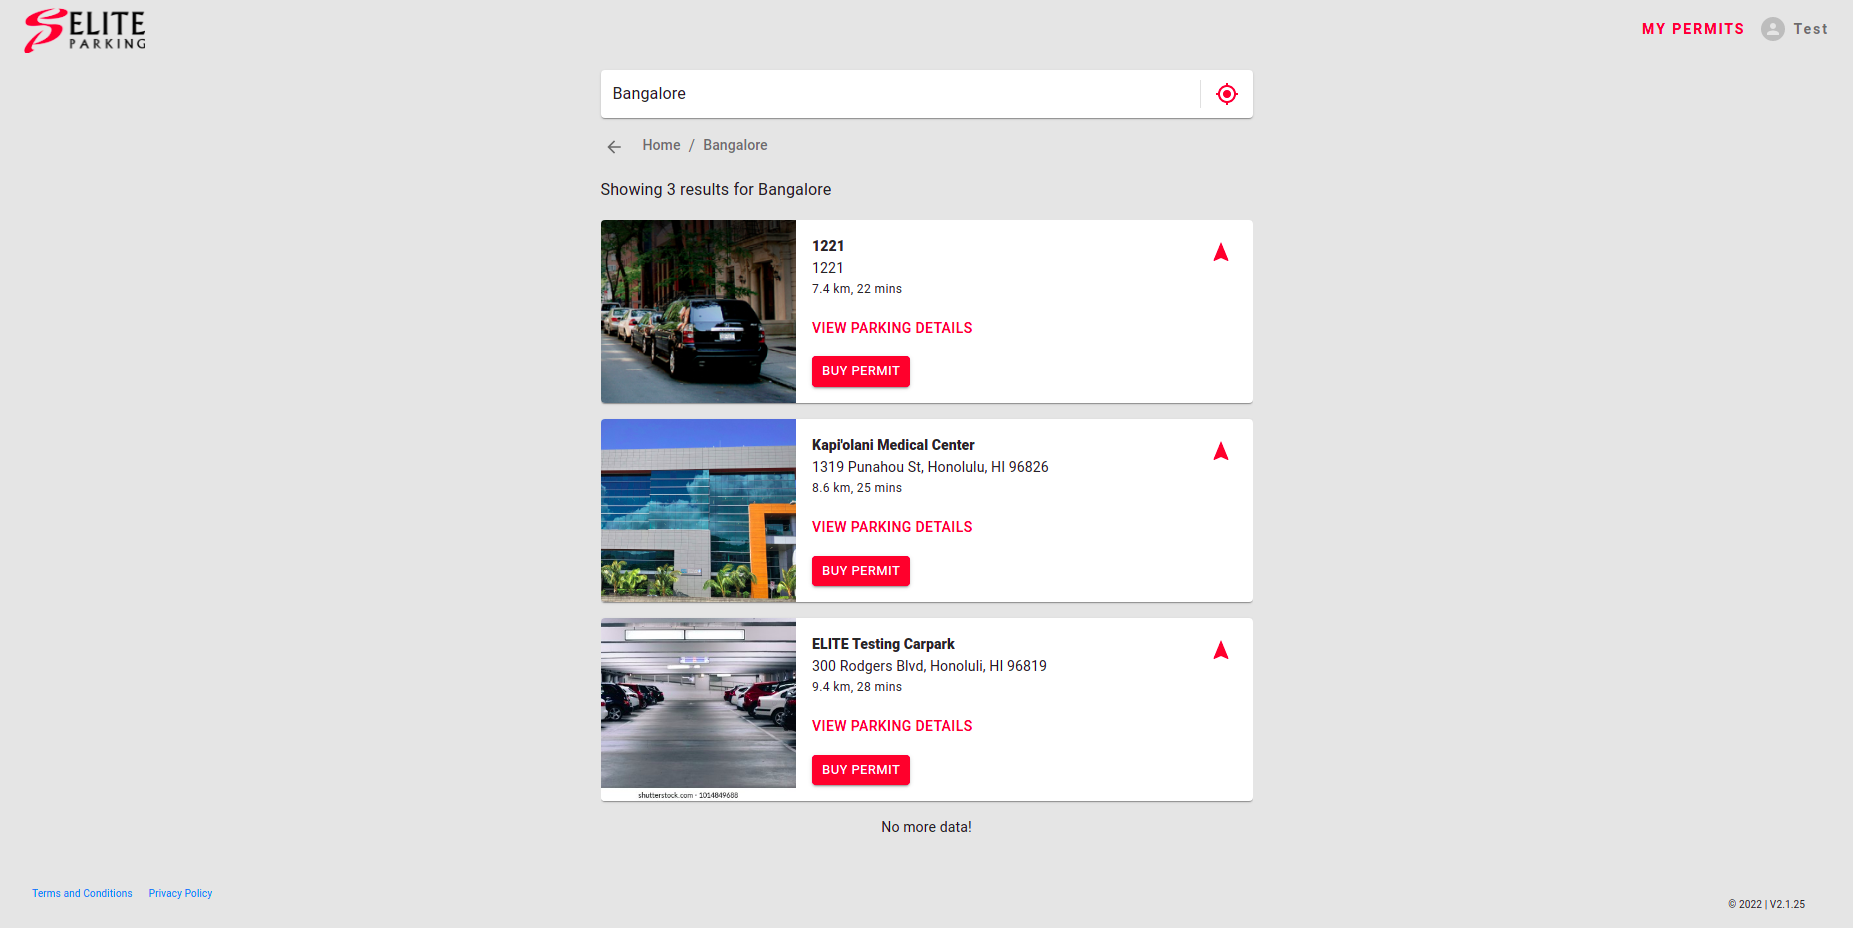 ELITE
PARKING
MY PERMITS
Test
Bangalore
Home / Bangalore
Showing 3 results for Bangalore
1221
1221
7.4 km, 22 mins
VIEW PARKING DETAILS
BUY PERMIT
Kapi'olani Medical Center
1319 Punahou St, Honolulu, HI 96826
8.6 km, 25 mins
VIEW PARKING DETAILS
BUY PERMIT
ELITE Testing Carpark
300 Rodgers Blvd, Honoluli, HI 96819
9.4 km, 28 mins
VIEW PARKING DETAILS
BUY PERMIT
shutterstock.com · 1014849688
No more data!
Terms and Conditions
Privacy Policy
© 2022 | V2.1.25